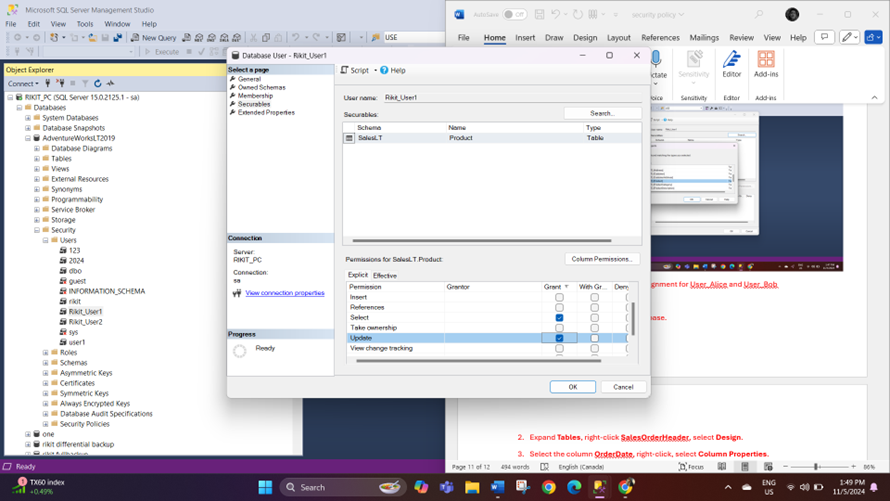 Microsoft SQL Server Management Studio
File Edit View Tools Window Help
New Query
USE
Execute
Object Explorer
Connect
RIKIT_PC (SQL Server 15.0.2125.1 - sa)
Databases
System Databases
Database Snapshots
AdventureWorksLT2019
Database Diagrams
Tables
Views
External Resources
Synonyms
Programmability
Service Broker
Storage
Security
Users
123
2024
dbo
guest
INFORMATION_SCHEMA
rikit
Rikit_User1
Rikit_User2
sys
user1
Roles
Schemas
Asymmetric Keys
Certificates
Symmetric Keys
Always Encrypted Keys
Database Audit Specifications
Security Policies
one
rikit differential backup
Ready
Database User - Rikit_User1
Select a page
General
Owned Schemas
Membership
Securables
Extended Properties
Connection
Server:
RIKIT_PC
Connection:
sa
View connection properties
Progress
Ready
Script Help
User name: Rikit_User1
Securables: Search...
Schema Name Type
SalesLT Product Table
Permissions for SalesLT.Product: Column Permissions...
Explicit Effective
Permission Grantor Grant With Gr... Deny
Insert
References
Select
Take ownership
Update
View change tracking
OK Cancel
AutoSave Off security policy
File Home Insert Draw Design Layout References Mailings Review View Help
Dictate Sensitivity Editor Add-ins
Voice Sensitivity Editor Add-ins
ignment for User_Alice and User_Bob
ase.
2. Expand Tables, right-click SalesOrderHeader, select Design.
3. Select the column OrderDate, right-click, select Column Properties.
Page 11 of 12 494 words English (Canada) Focus 86%
TX60 index
+0.49%
Search
ENG
US
1:49 PM
11/5/2024